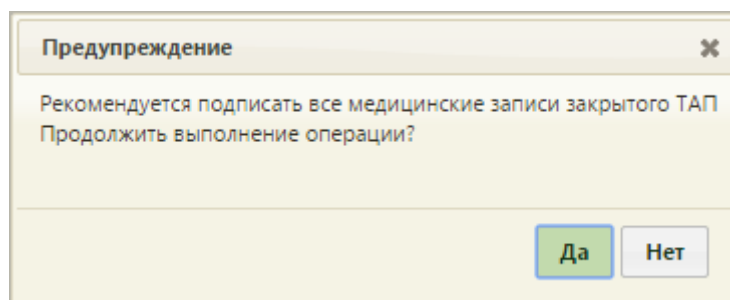 Предупреждение
Рекомендуется подписать все медицинские записи закрытого ТАП
Продолжить выполнение операции?
Да Нет